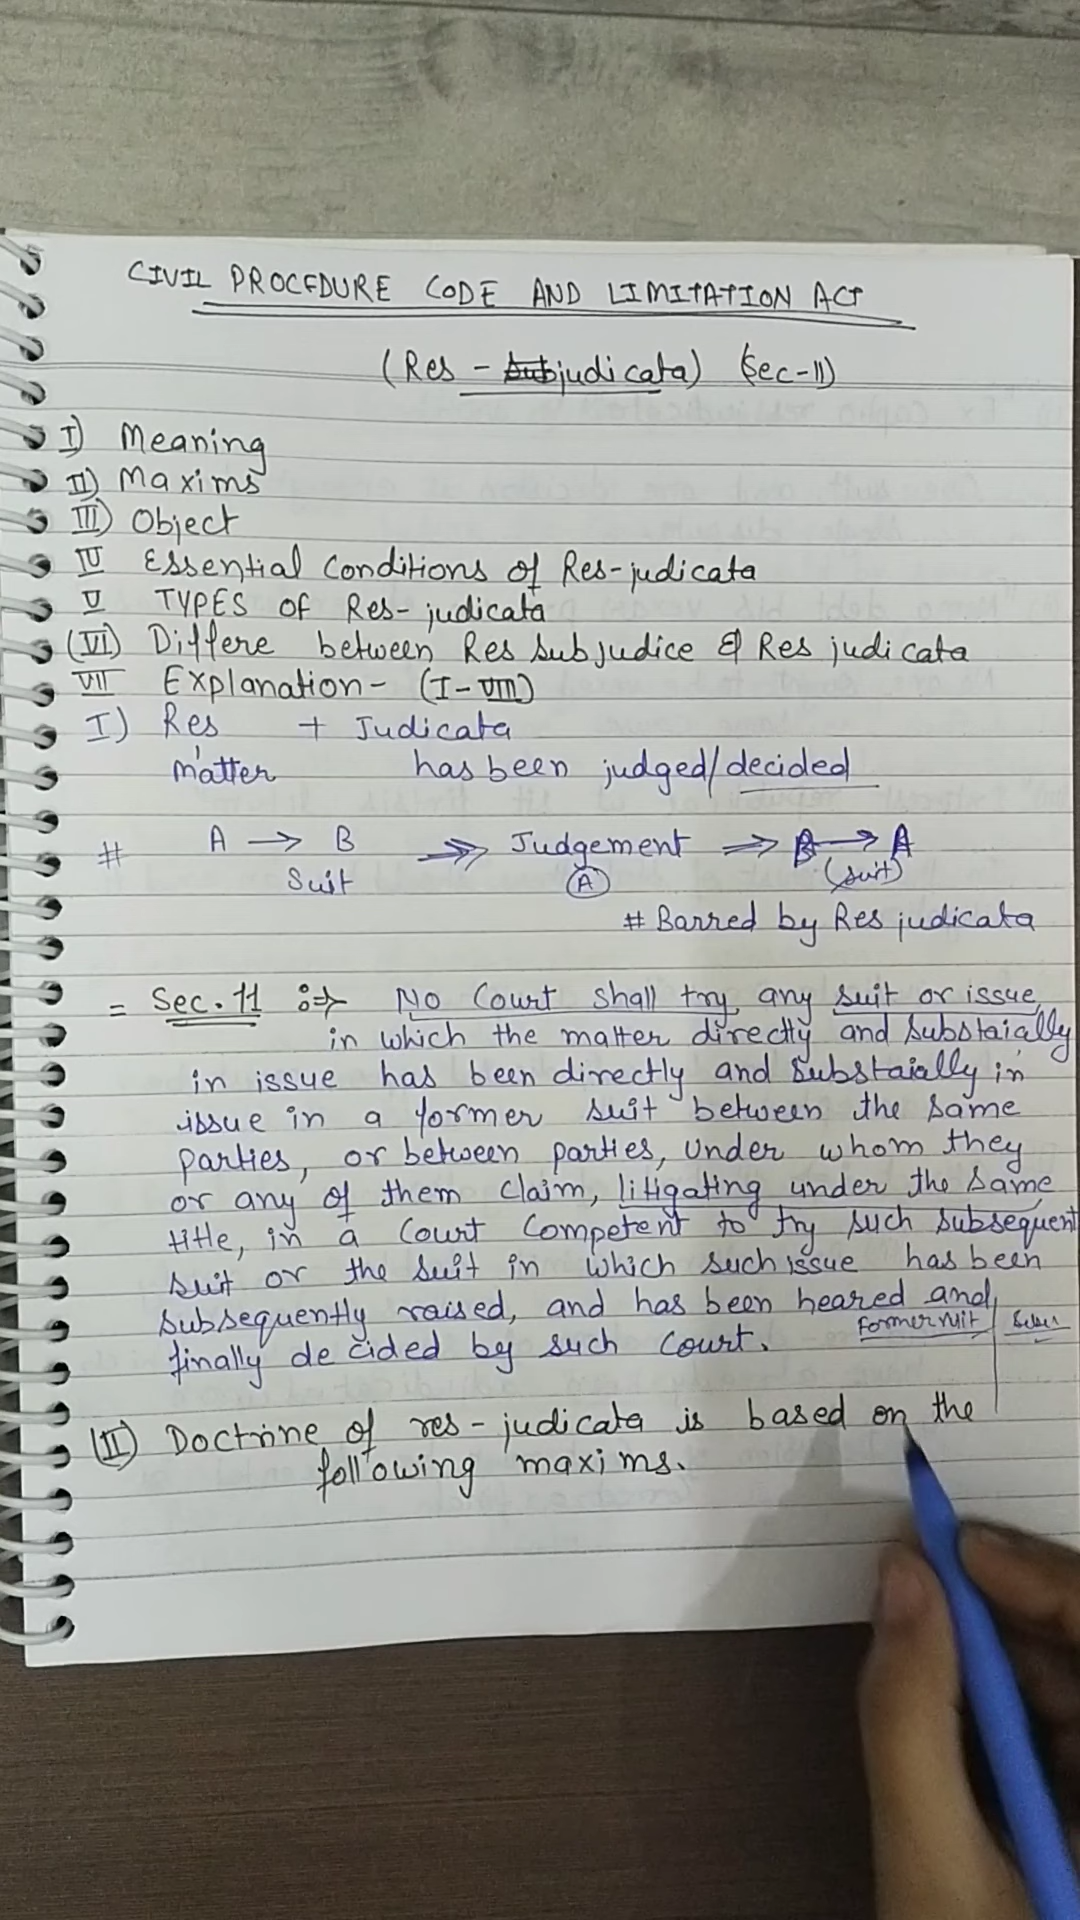 CIVIL PROCEDURE CODE AND LIMITATION ACT
(Res - judicata) (Sec-11)
I) Meaning
II) Maxims
III) Object
IV Essential Conditions of Res-judicata
V TYPES OF Res-judicata
(VI) Differe between Res Subjudice & Res judicata
VII Explanation- (I-VIII)
I) Res + Judicata
matter has been judged/decided
# A → B ⇒ Judgement ⇒ B → A
Suit (A) (suit)
# Barred by Res judicata
= Sec. 11 :⇒ No Court shall try any suit or issue,
in which the matter directly and substaially
in issue has been directly and substaially in
issue in a former suit between the same
parties, or between parties, under whom they
or any of them claim, litigating under the same
title, in a Court Competent to try such subsequent
suit or the suit in which such issue has been
subsequently raised, and has been heared and
Former suit
finally decided by such Court.
(II) Doctrine of res-judicata is based on the
following maxims.